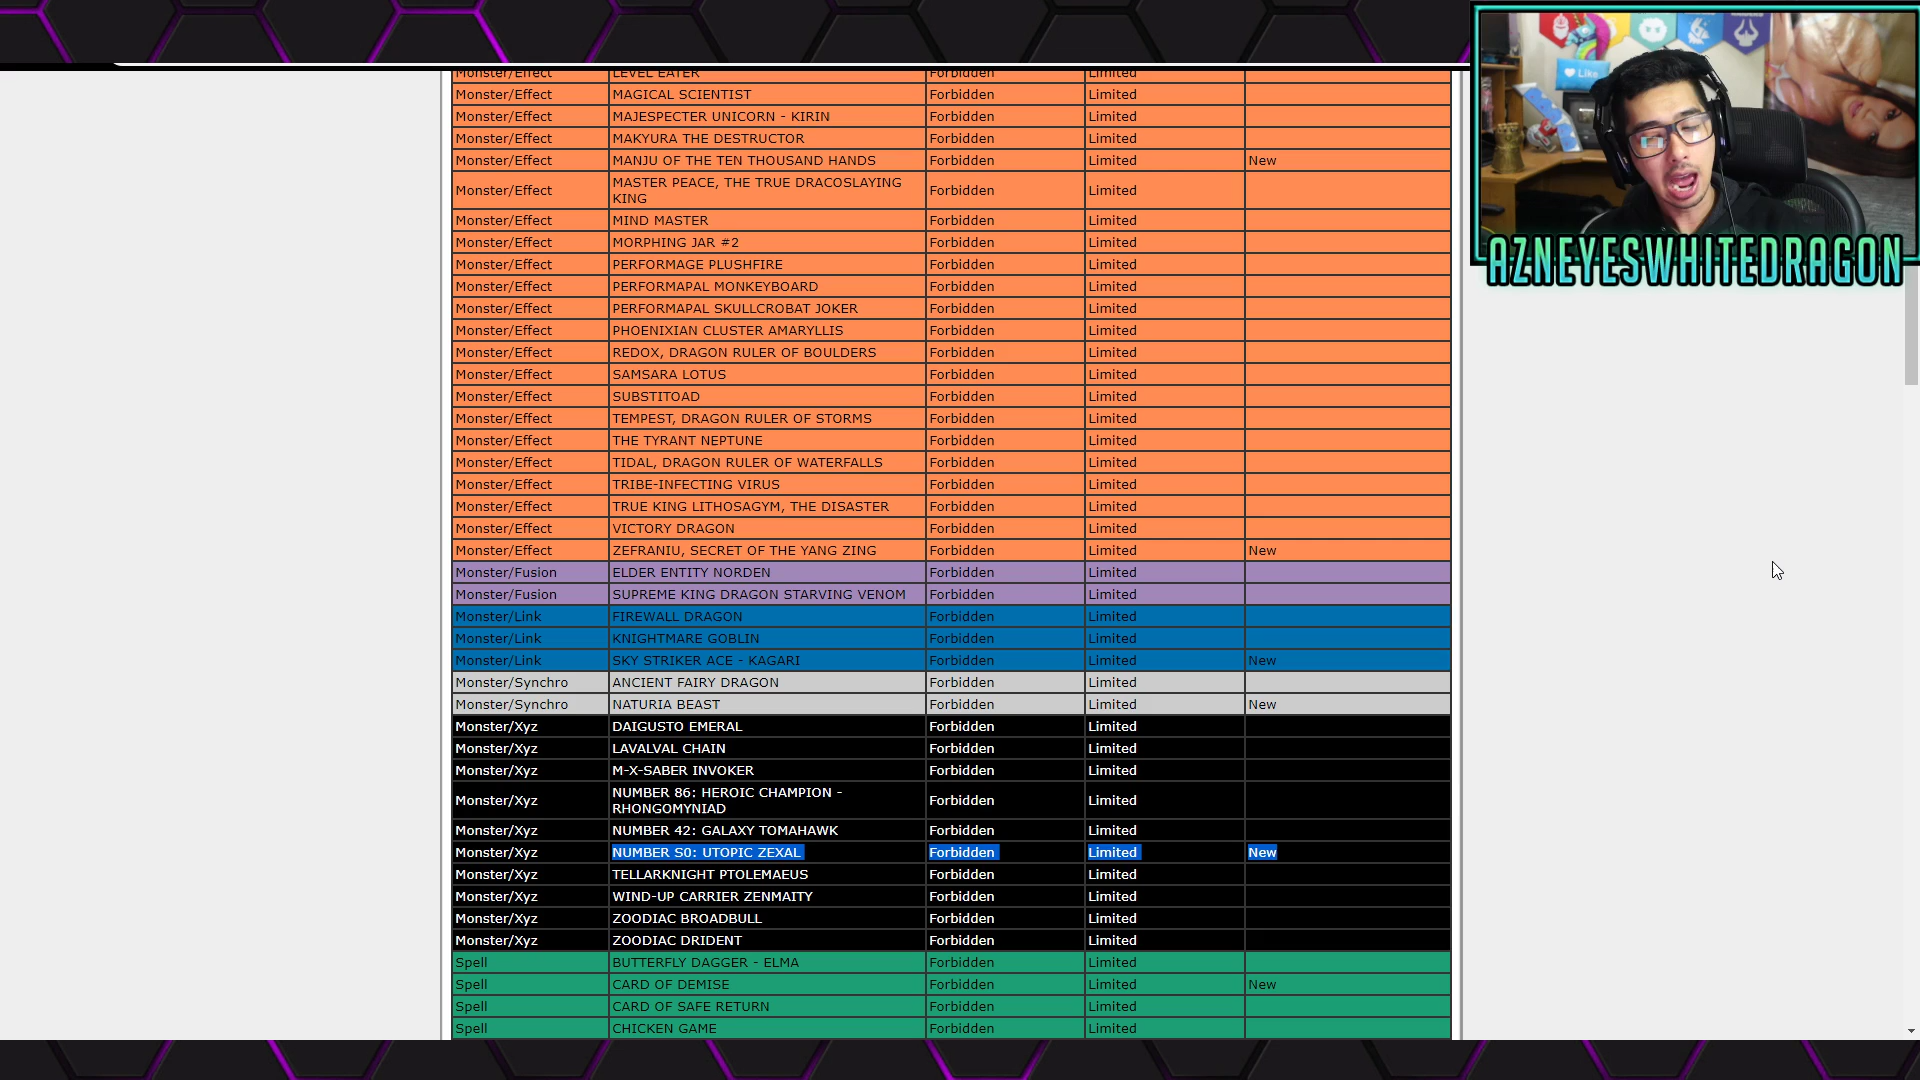 Monster/Effect LEVEL EATER Forbidden Limited
Monster/Effect MAGICAL SCIENTIST Forbidden Limited
Monster/Effect MAJESPECTER UNICORN - KIRIN Forbidden Limited
Monster/Effect MAKYURA THE DESTRUCTOR Forbidden Limited
Monster/Effect MANJU OF THE TEN THOUSAND HANDS Forbidden Limited New
Monster/Effect MASTER PEACE, THE TRUE DRACOSLAYING Forbidden Limited
KING
Monster/Effect MIND MASTER Forbidden Limited
Monster/Effect MORPHING JAR #2 Forbidden Limited
Monster/Effect PERFORMAGE PLUSHFIRE Forbidden Limited
Monster/Effect PERFORMAPAL MONKEYBOARD Forbidden Limited
Monster/Effect PERFORMAPAL SKULLCROBAT JOKER Forbidden Limited
Monster/Effect PHOENIXIAN CLUSTER AMARYLLIS Forbidden Limited
Monster/Effect REDOX, DRAGON RULER OF BOULDERS Forbidden Limited
Monster/Effect SAMSARA LOTUS Forbidden Limited
Monster/Effect SUBSTITOAD Forbidden Limited
Monster/Effect TEMPEST, DRAGON RULER OF STORMS Forbidden Limited
Monster/Effect THE TYRANT NEPTUNE Forbidden Limited
Monster/Effect TIDAL, DRAGON RULER OF WATERFALLS Forbidden Limited
Monster/Effect TRIBE-INFECTING VIRUS Forbidden Limited
Monster/Effect TRUE KING LITHOSAGYM, THE DISASTER Forbidden Limited
Monster/Effect VICTORY DRAGON Forbidden Limited
Monster/Effect ZEFRANIU, SECRET OF THE YANG ZING Forbidden Limited New
Monster/Fusion ELDER ENTITY NORDEN Forbidden Limited
Monster/Fusion SUPREME KING DRAGON STARVING VENOM Forbidden Limited
Monster/Link FIREWALL DRAGON Forbidden Limited
Monster/Link KNIGHTMARE GOBLIN Forbidden Limited
Monster/Link SKY STRIKER ACE - KAGARI Forbidden Limited New
Monster/Synchro ANCIENT FAIRY DRAGON Forbidden Limited
Monster/Synchro NATURIA BEAST Forbidden Limited New
Monster/Xyz DAIGUSTO EMERAL Forbidden Limited
Monster/Xyz LAVALVAL CHAIN Forbidden Limited
Monster/Xyz M-X-SABER INVOKER Forbidden Limited
Monster/Xyz NUMBER 86: HEROIC CHAMPION - Forbidden Limited
RHONGOMYNIAD
Monster/Xyz NUMBER 42: GALAXY TOMAHAWK Forbidden Limited
Monster/Xyz NUMBER S0: UTOPIC ZEXAL Forbidden Limited New
Monster/Xyz TELLARKNIGHT PTOLEMAEUS Forbidden Limited
Monster/Xyz WIND-UP CARRIER ZENMAITY Forbidden Limited
Monster/Xyz ZOODIAC BROADBULL Forbidden Limited
Monster/Xyz ZOODIAC DRIDENT Forbidden Limited
Spell BUTTERFLY DAGGER - ELMA Forbidden Limited
Spell CARD OF DEMISE Forbidden Limited New
Spell CARD OF SAFE RETURN Forbidden Limited
Spell CHICKEN GAME Forbidden Limited
Like
AZNEYESWHITEDRAGON